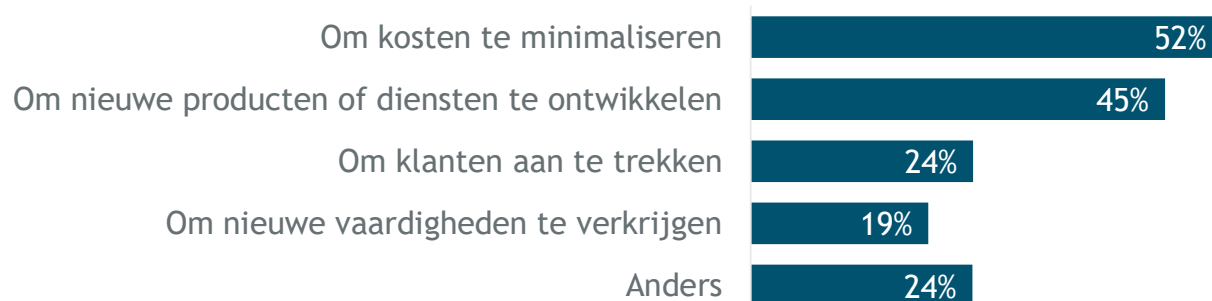 Om kosten te minimaliseren 52%
Om nieuwe producten of diensten te ontwikkelen 45%
Om klanten aan te trekken 24%
Om nieuwe vaardigheden te verkrijgen 19%
Anders 24%